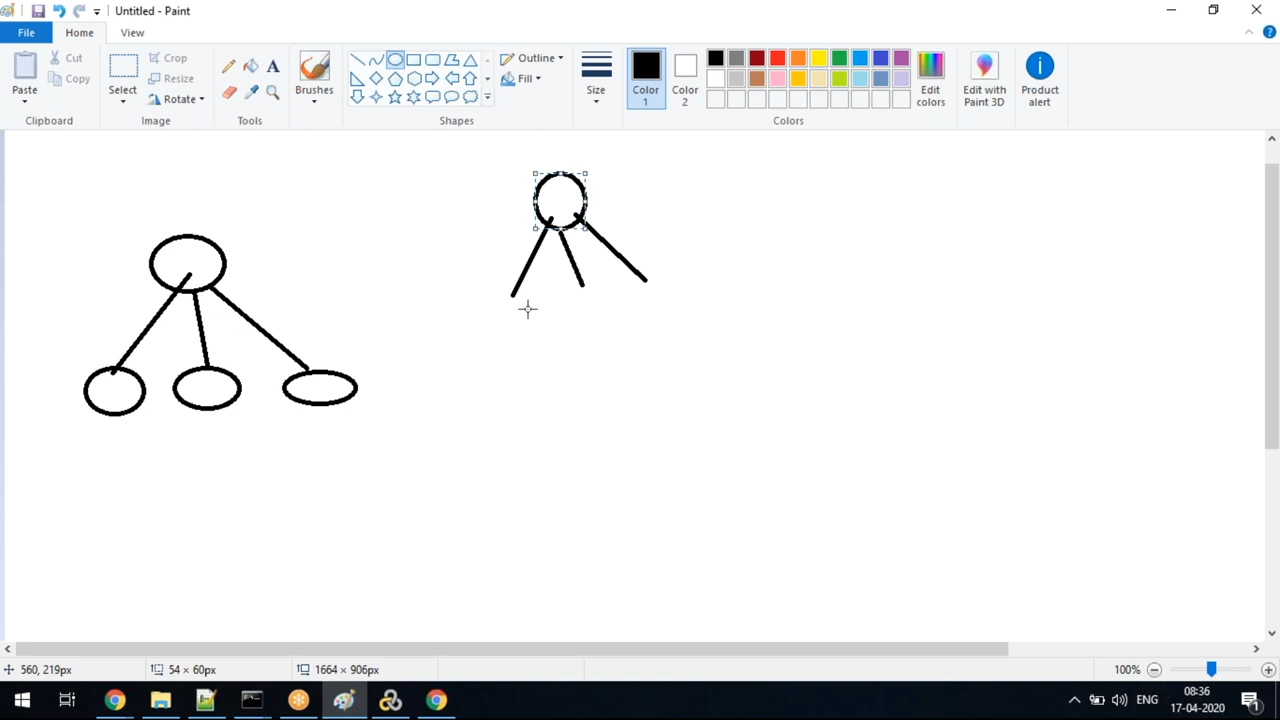 Untitled - Paint
File Home View
Paste
Cut
Copy
Clipboard
Select
Crop
Resize
Rotate
Image
A
Tools
Brushes
Shapes
Outline
Fill
Size
Color 1
Color 2
Edit colors
Colors
Edit with Paint 3D
Product alert
560, 219px
54 × 60px
1664 × 906px
100%
ENG
08:36
17-04-2020
1